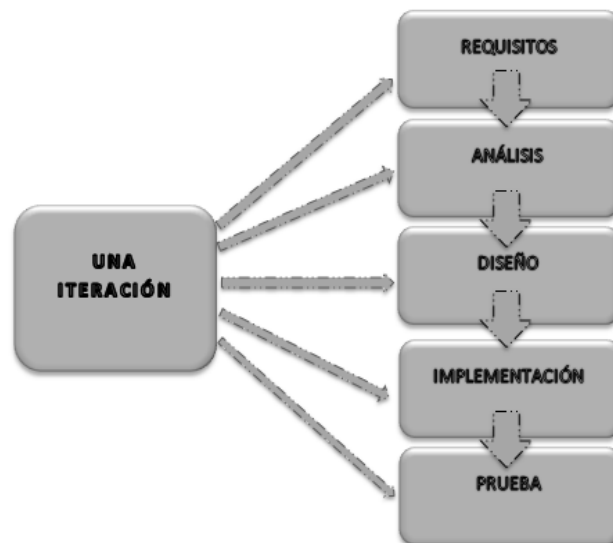 REQUISITOS
ANÁLISIS
UNA
ITERACIÓN
DISEÑO
IMPLEMENTACIÓN
PRUEBA